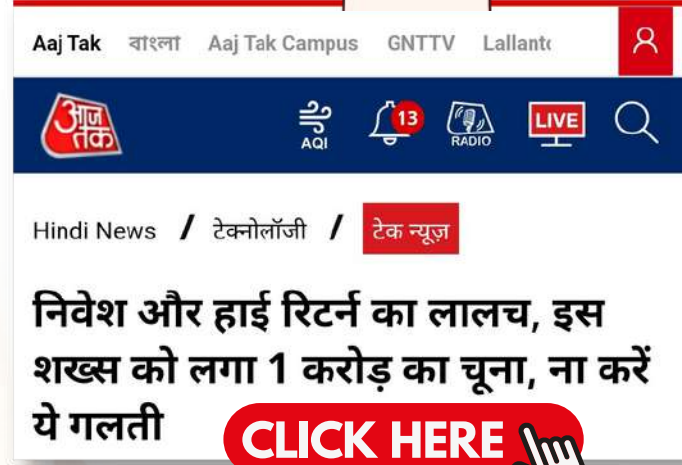 Aaj Tak বাংলা Aaj Tak Campus GNTTV Lallanto
आज तक
AQI 13 RADIO LIVE
Hindi News / टेक्नोलॉजी / टेक न्यूज़
निवेश और हाई रिटर्न का लालच, इस
शख्स को लगा 1 करोड़ का चूना, ना करें
ये गलती
CLICK HERE